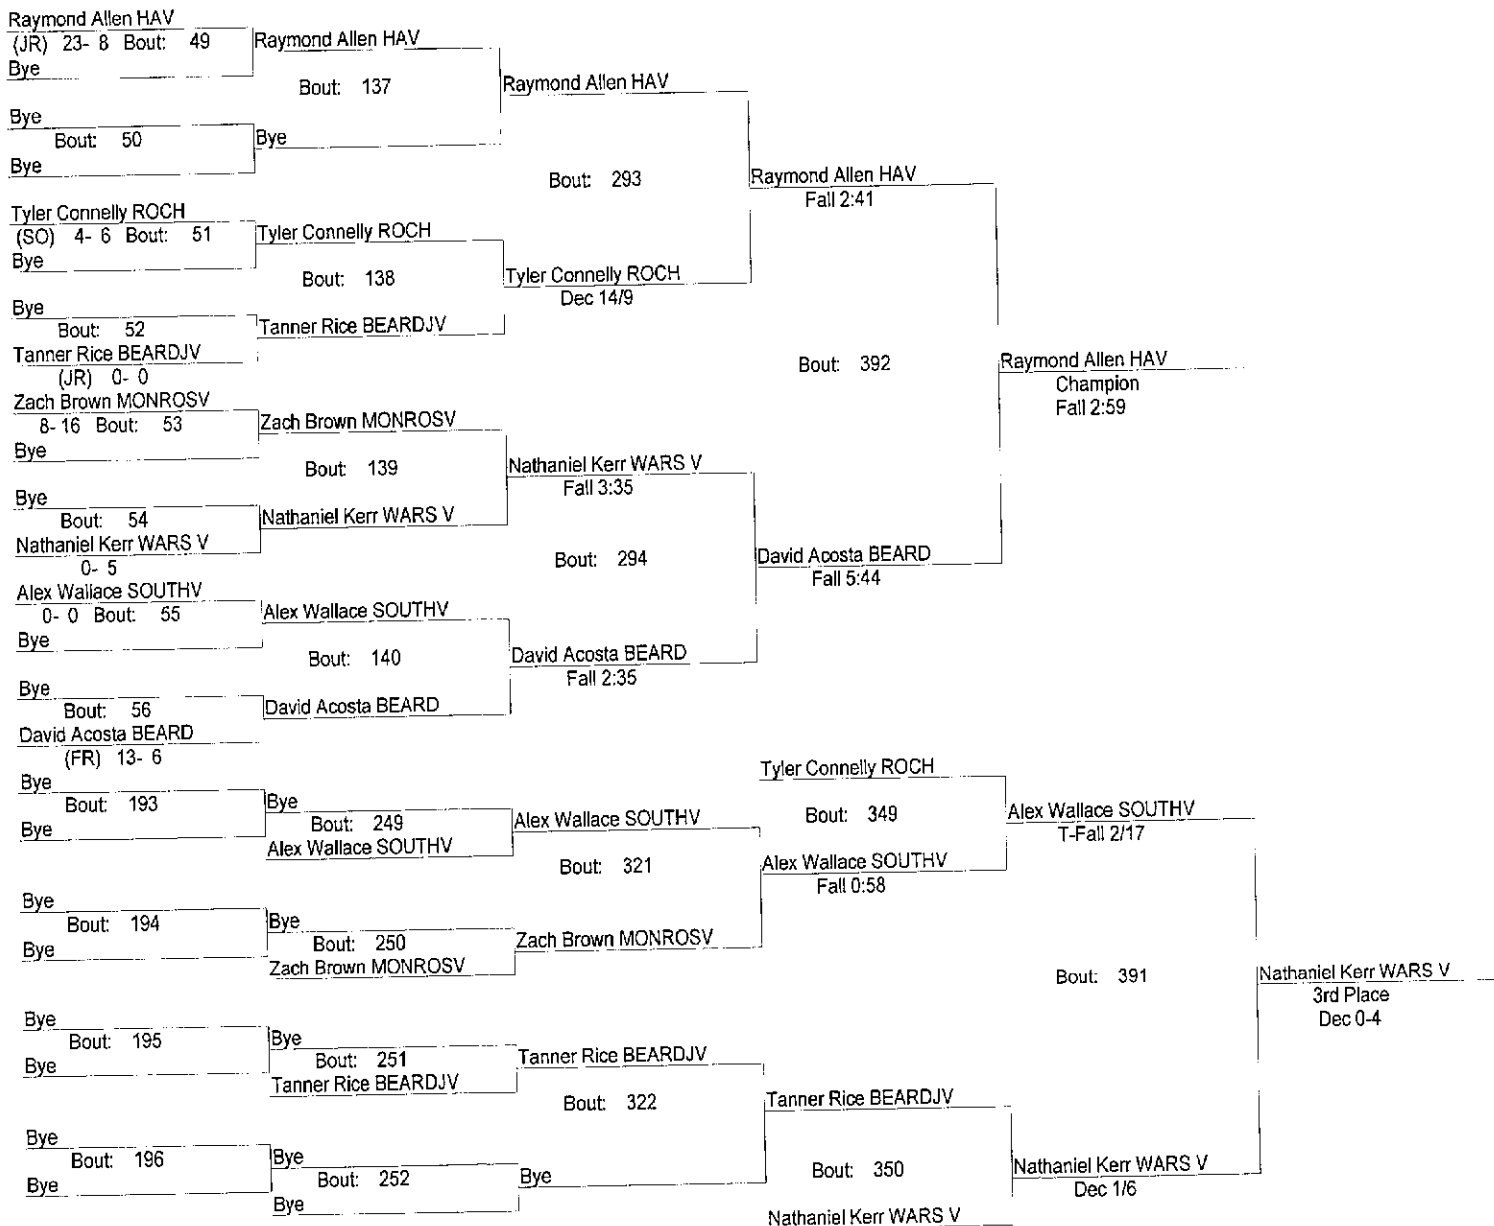 Raymond Allen HAV
(JR) 23- 8 Bout: 49
Bye
Raymond Allen HAV
Bout: 137
Bye
Bout: 50
Bye
Bye
Raymond Allen HAV
Bout: 293
Tyler Connelly ROCH
(SO) 4- 6 Bout: 51
Bye
Tyler Connelly ROCH
Bout: 138
Bye
Bout: 52
Tanner Rice BEARDJV
(JR) 0- 0
Tanner Rice BEARDJV
Tyler Connelly ROCH
Dec 14/9
Raymond Allen HAV
Fall 2:41
Bout: 392
Zach Brown MONROSV
8- 16 Bout: 53
Bye
Zach Brown MONROSV
Bout: 139
Bye
Bout: 54
Nathaniel Kerr WARS V
0- 5
Nathaniel Kerr WARS V
Nathaniel Kerr WARS V
Fall 3:35
Bout: 294
Alex Wallace SOUTHV
0- 0 Bout: 55
Bye
Alex Wallace SOUTHV
Bout: 140
Bye
Bout: 56
David Acosta BEARD
(FR) 13- 6
David Acosta BEARD
David Acosta BEARD
Fall 2:35
David Acosta BEARD
Fall 5:44
Raymond Allen HAV
Champion
Fall 2:59
Bye
Bout: 193
Bye
Bye
Bout: 249
Alex Wallace SOUTHV
Alex Wallace SOUTHV
Bout: 321
Bye
Bout: 194
Bye
Bye
Bout: 250
Zach Brown MONROSV
Zach Brown MONROSV
Tyler Connelly ROCH
Bout: 349
Alex Wallace SOUTHV
Fall 0:58
Alex Wallace SOUTHV
T-Fall 2/17
Bout: 391
Bye
Bout: 195
Bye
Bye
Bout: 251
Tanner Rice BEARDJV
Tanner Rice BEARDJV
Bout: 322
Bye
Bout: 196
Bye
Bye
Bout: 252
Bye
Bye
Tanner Rice BEARDJV
Bout: 350
Nathaniel Kerr WARS V
Nathaniel Kerr WARS V
Dec 1/6
Nathaniel Kerr WARS V
3rd Place
Dec 0-4